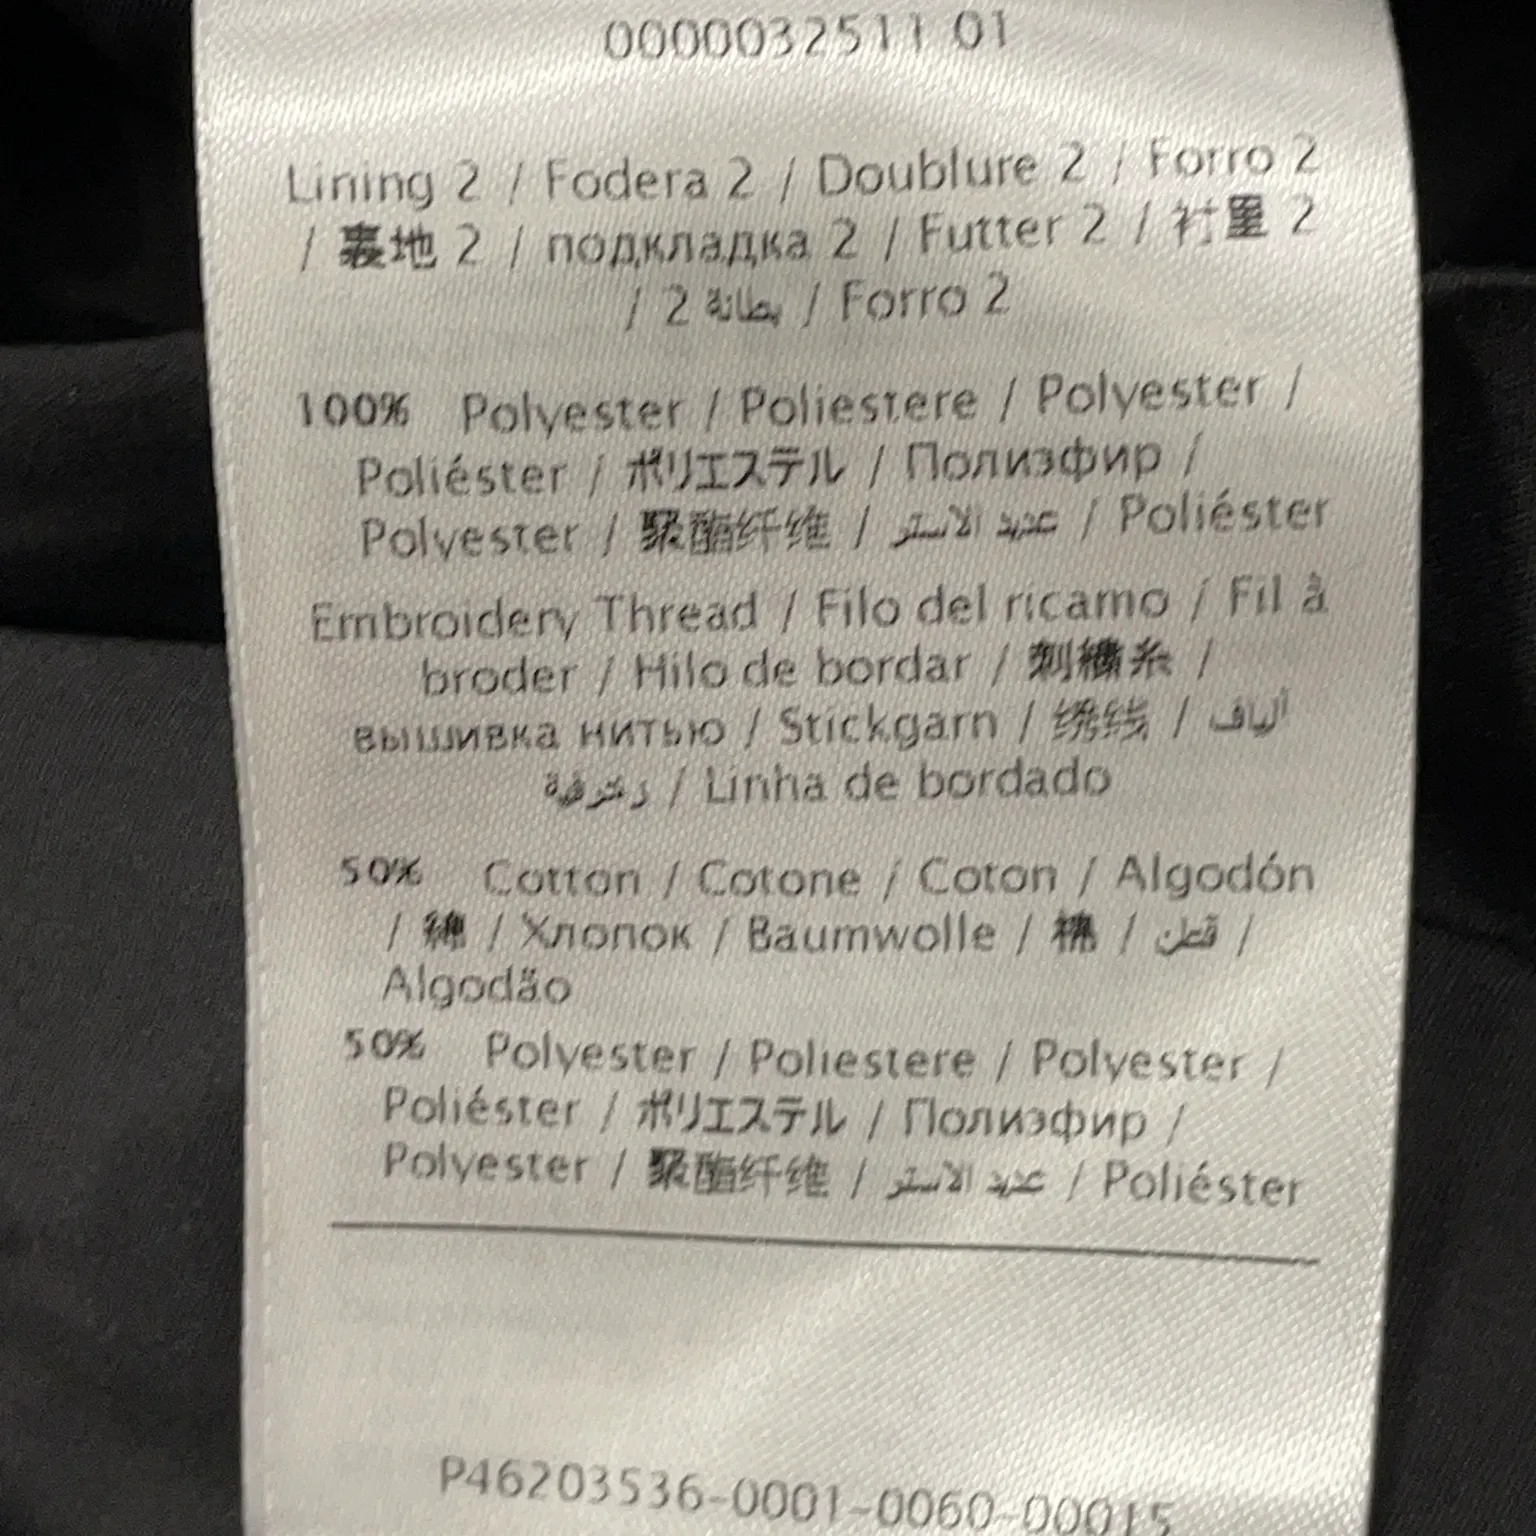 0000032511 01
Lining 2 / Fodera 2 / Doublure 2 / Forro 2
/ 裏地 2 / подкладка 2 / Futter 2 / 衬里 2
/ 2 بطانة / Forro 2
100% Polyester / Poliestere / Polyester /
Poliéster / ポリエステル / Полиэфир /
Polyester / 聚酯纤维 / عديد الاستر / Poliéster
Embroidery Thread / Filo del ricamo / Fil à
broder / Hilo de bordar / 刺繍糸 /
вышивка нитью / Stickgarn / 绣线 / ألياف
زخرفية / Linha de bordado
50% Cotton / Cotone / Coton / Algodón
/ 綿 / Хлопок / Baumwolle / 棉 / قطن /
Algodão
50% Polyester / Poliestere / Polyester /
Poliéster / ポリエステル / Полиэфир /
Polyester / 聚酯纤维 / عديد الاستر / Poliéster
P46203536-0001-0060-00015